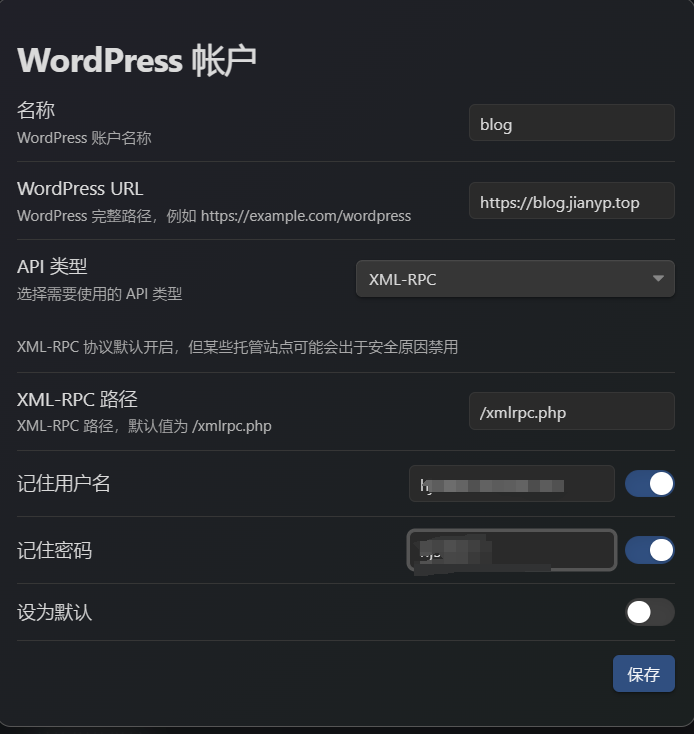 WordPress 帐户
名称
WordPress 账户名称
blog
WordPress URL
WordPress 完整路径，例如 https://example.com/wordpress
https://blog.jianyp.top
API 类型
选择需要使用的 API 类型
XML-RPC
XML-RPC 协议默认开启，但某些托管站点可能会出于安全原因禁用
XML-RPC 路径
XML-RPC 路径，默认值为 /xmlrpc.php
/xmlrpc.php
记住用户名
记住密码
设为默认
保存